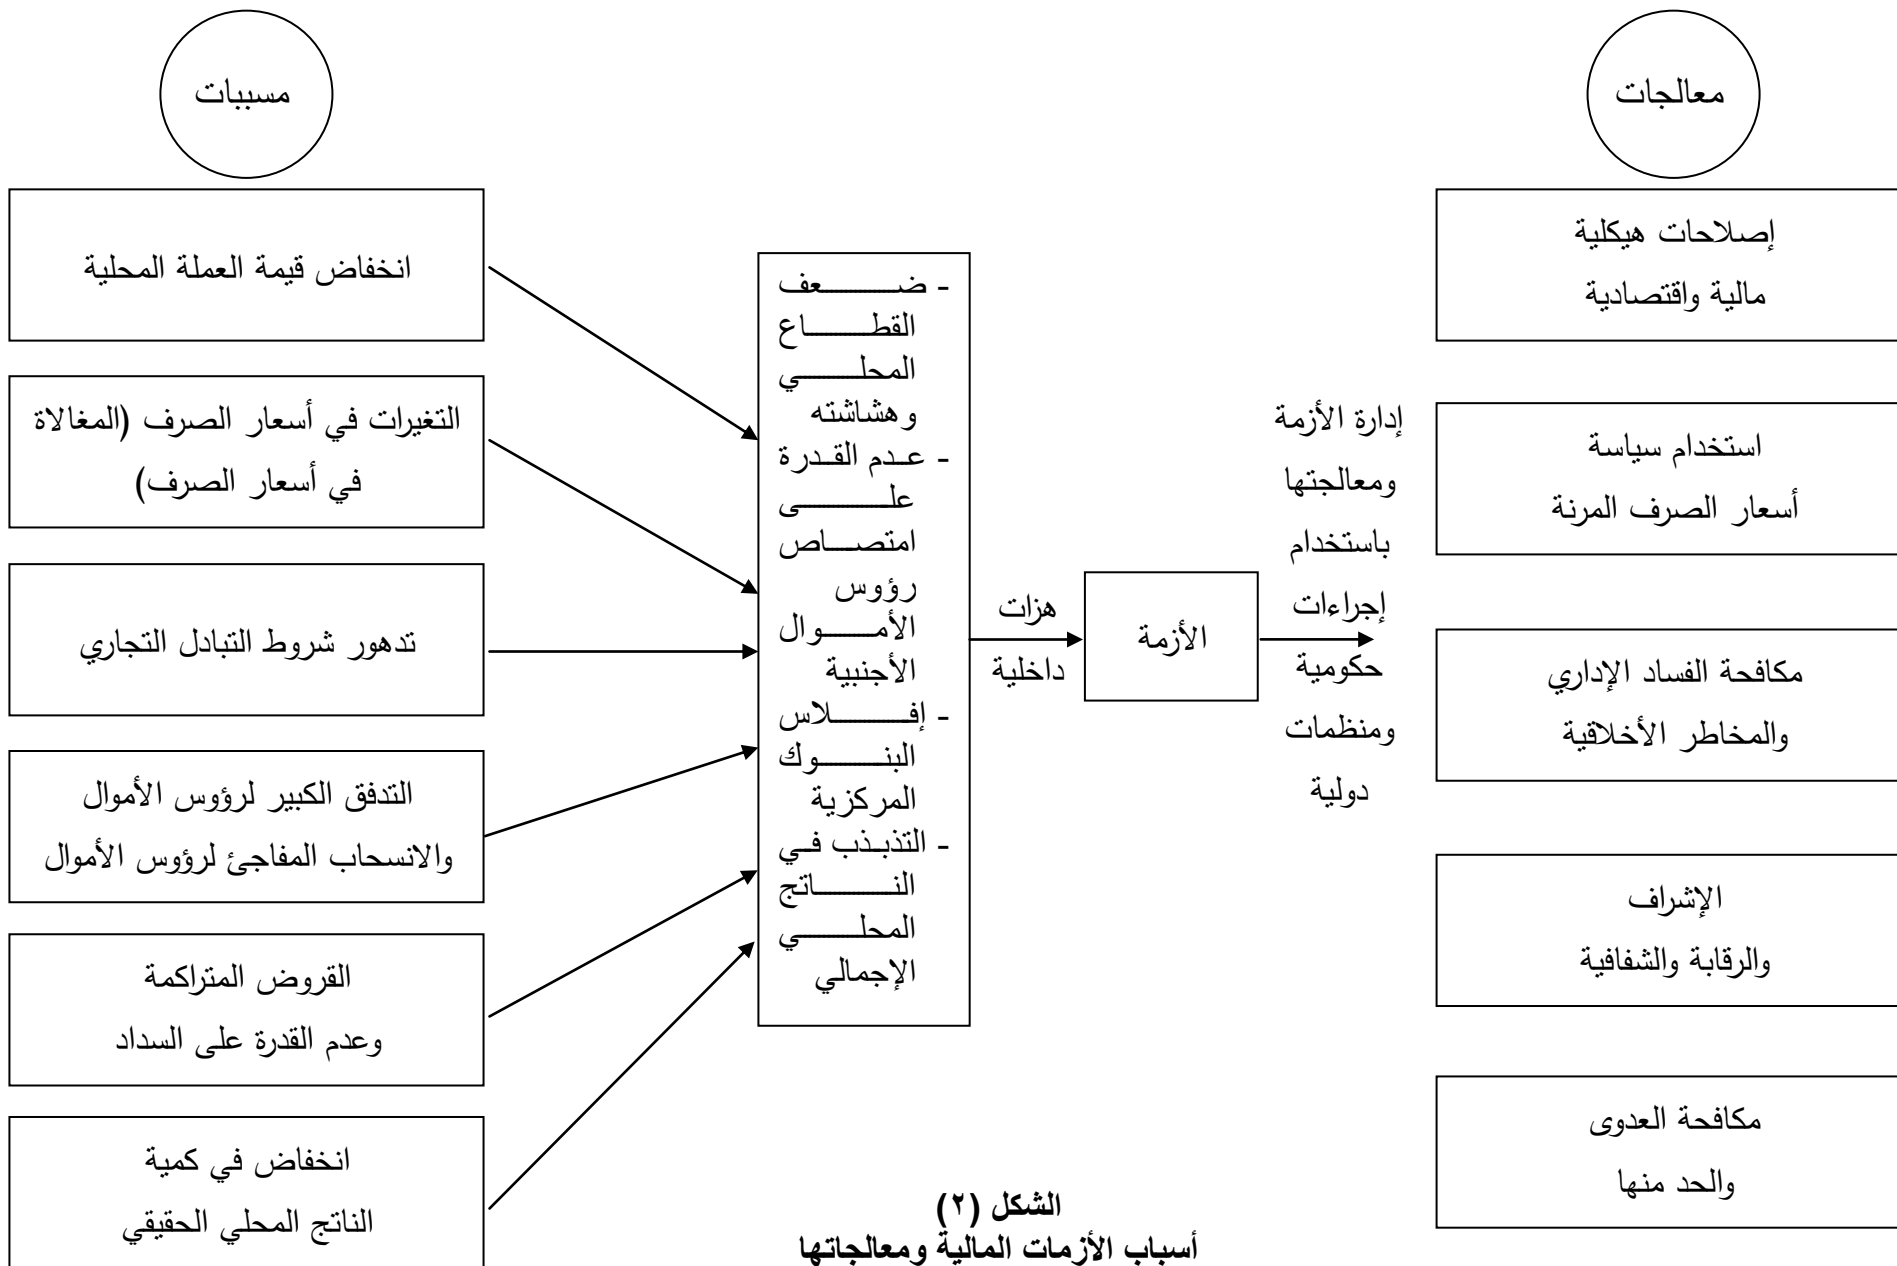 مسببات
انخفاض قيمة العملة المحلية
التغيرات في أسعار الصرف (المغالاة
في أسعار الصرف)
تدهور شروط التبادل التجاري
التدفق الكبير لرؤوس الأموال
والانسحاب المفاجئ لرؤوس الأموال
القروض المتراكمة
وعدم القدرة على السداد
انخفاض في كمية
الناتج المحلي الحقيقي
- ضعف
القطاع
المحلي
وهشاشته
- عدم القدرة
على
امتصاص
رؤوس
الأموال
الأجنبية
- إفلاس
البنوك
المركزية
- التذبذب في
الناتج
المحلي
الإجمالي
هزات
داخلية
الأزمة
إدارة الأزمة
ومعالجتها
باستخدام
إجراءات
حكومية
ومنظمات
دولية
معالجات
إصلاحات هيكلية
مالية واقتصادية
استخدام سياسة
أسعار الصرف المرنة
مكافحة الفساد الإداري
والمخاطر الأخلاقية
الإشراف
والرقابة والشفافية
مكافحة العدوى
والحد منها
الشكل (٢)
أسباب الأزمات المالية ومعالجاتها